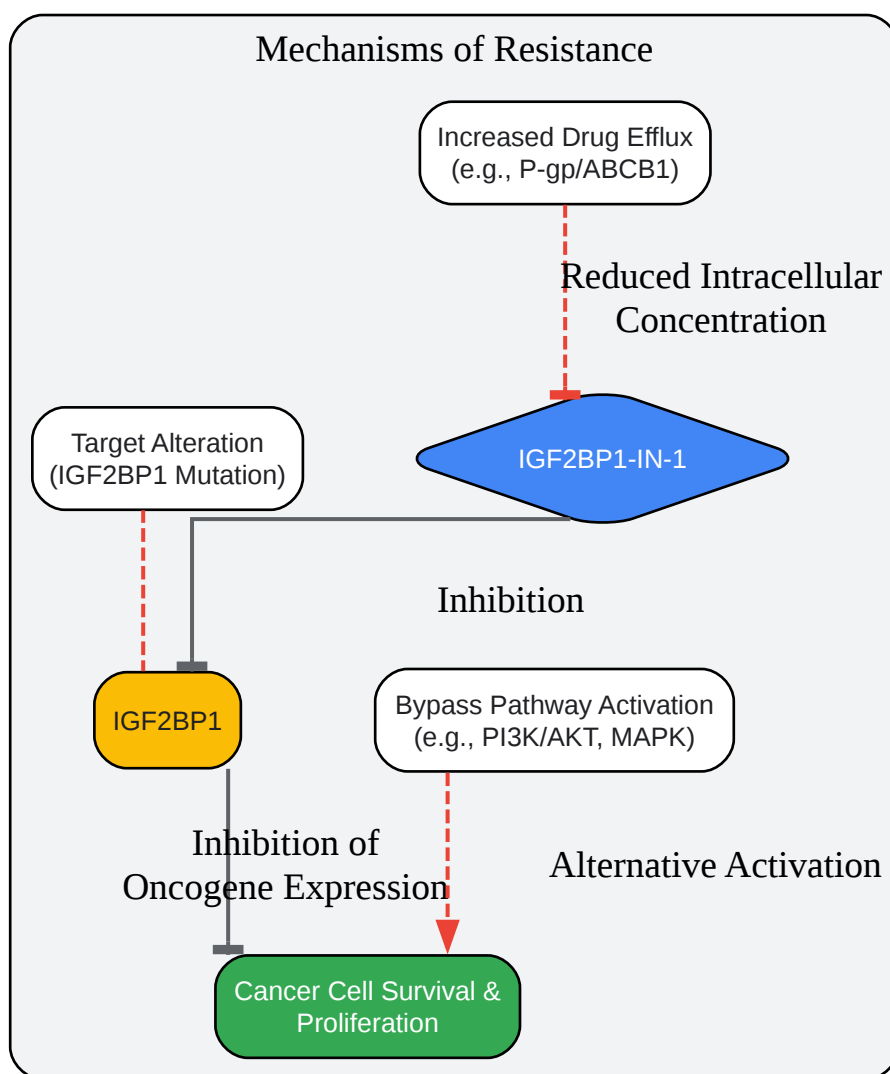 Mechanisms of Resistance
Increased Drug Efflux
(e.g., P-gp/ABCB1)
Reduced Intracellular
Concentration
Target Alteration
(IGF2BP1 Mutation)
IGF2BP1-IN-1
Inhibition
IGF2BP1
Bypass Pathway Activation
(e.g., PI3K/AKT, MAPK)
Inhibition of
Oncogene Expression
Alternative Activation
Cancer Cell Survival &
Proliferation